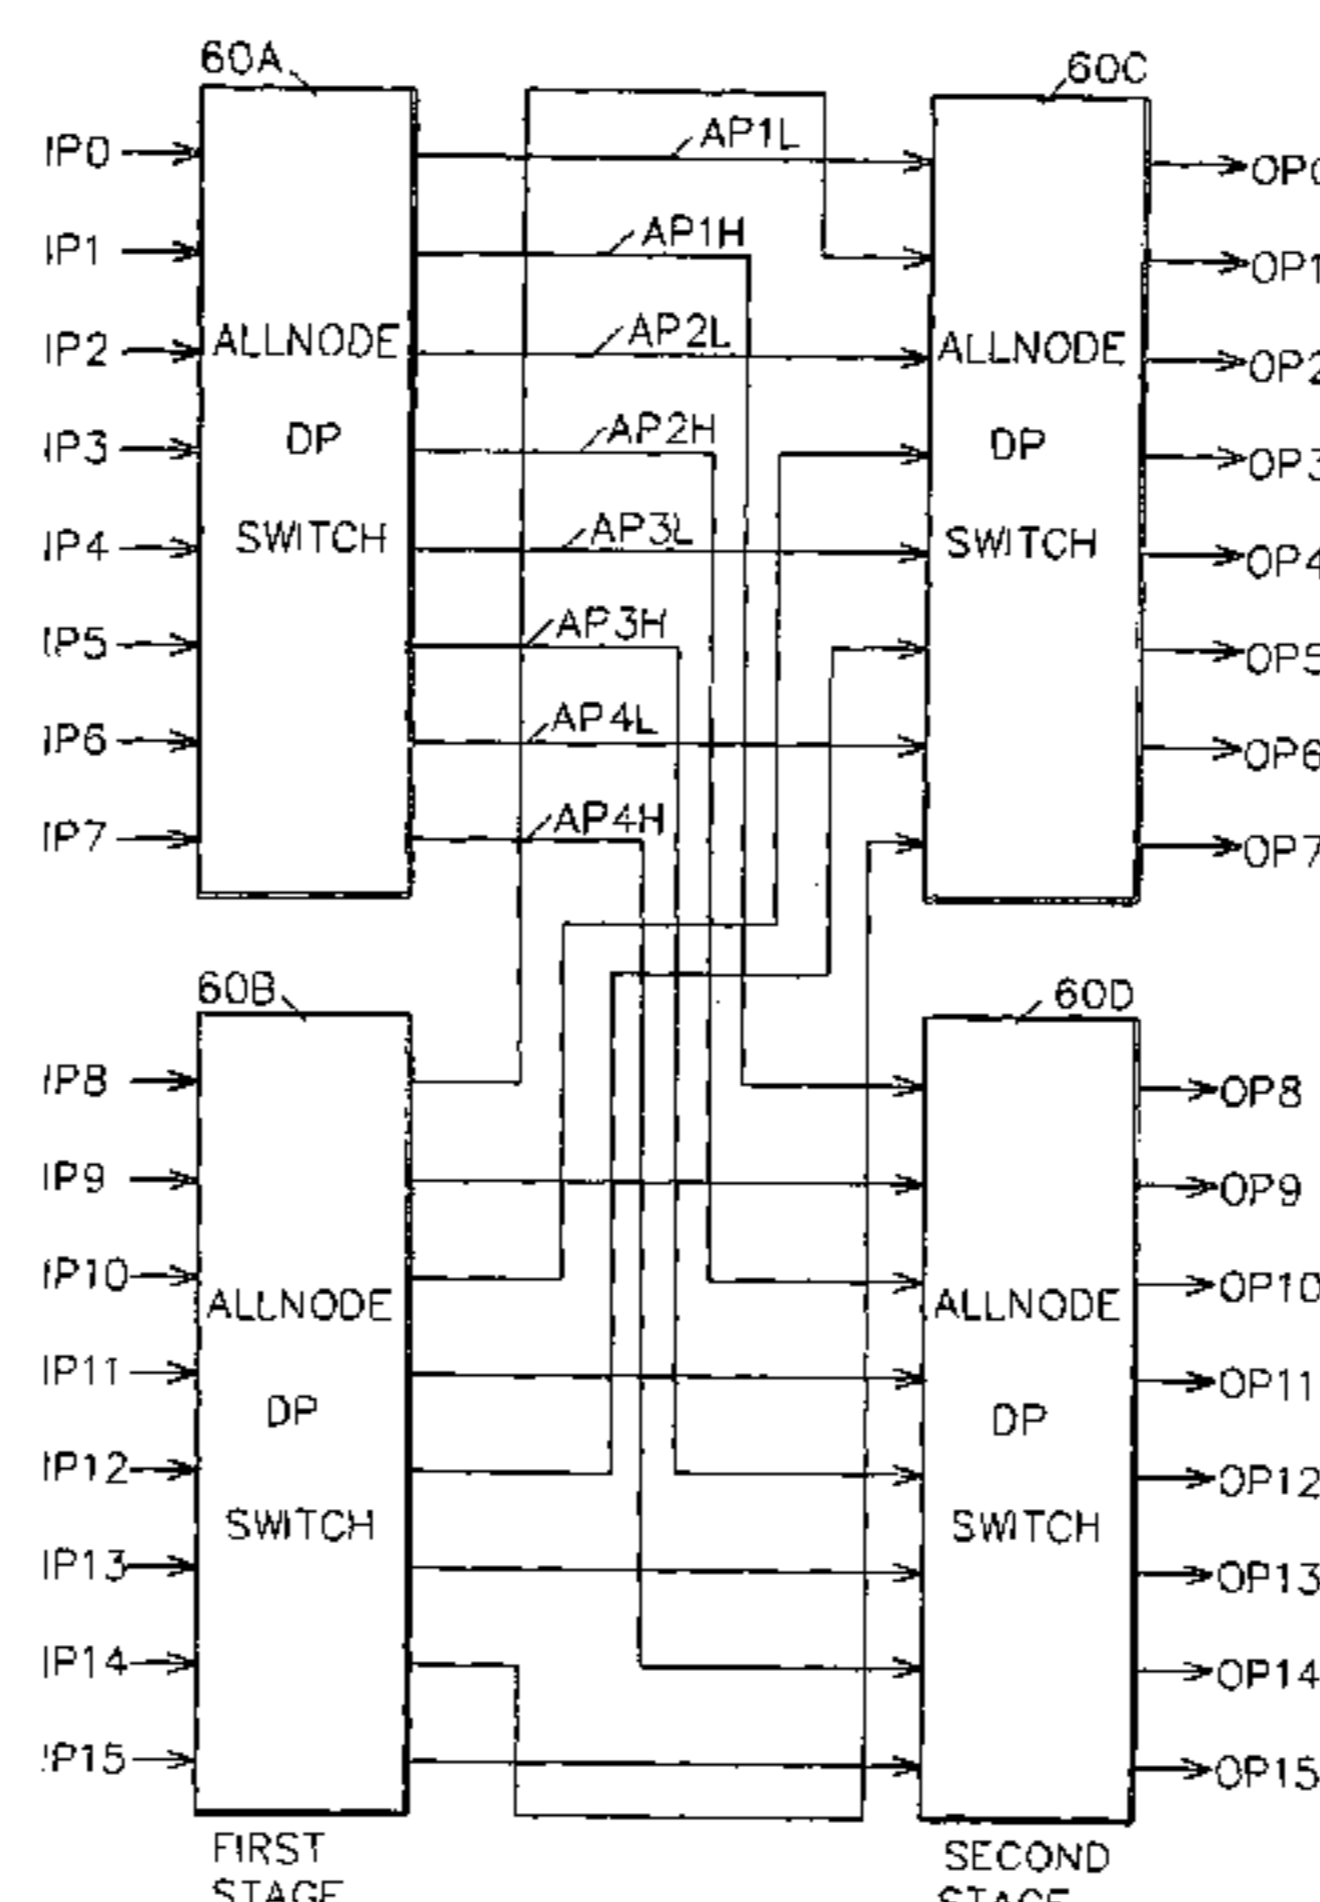 60A
60C
IP0
AP1L
OP0
IP1
AP1H
OP1
IP2
ALLNODE
AP2L
ALLNODE
OP2
IP3
DP
AP2H
DP
OP3
IP4
SWITCH
AP3L
SWITCH
OP4
IP5
AP3H
OP5
IP6
AP4L
OP6
IP7
AP4H
OP7
60B
60D
IP8
OP8
IP9
OP9
IP10
ALLNODE
ALLNODE
OP10
IP11
DP
DP
OP11
IP12
OP12
SWITCH
SWITCH
IP13
OP13
IP14
OP14
IP15
OP15
FIRST
STAGE
SECOND
STAGE